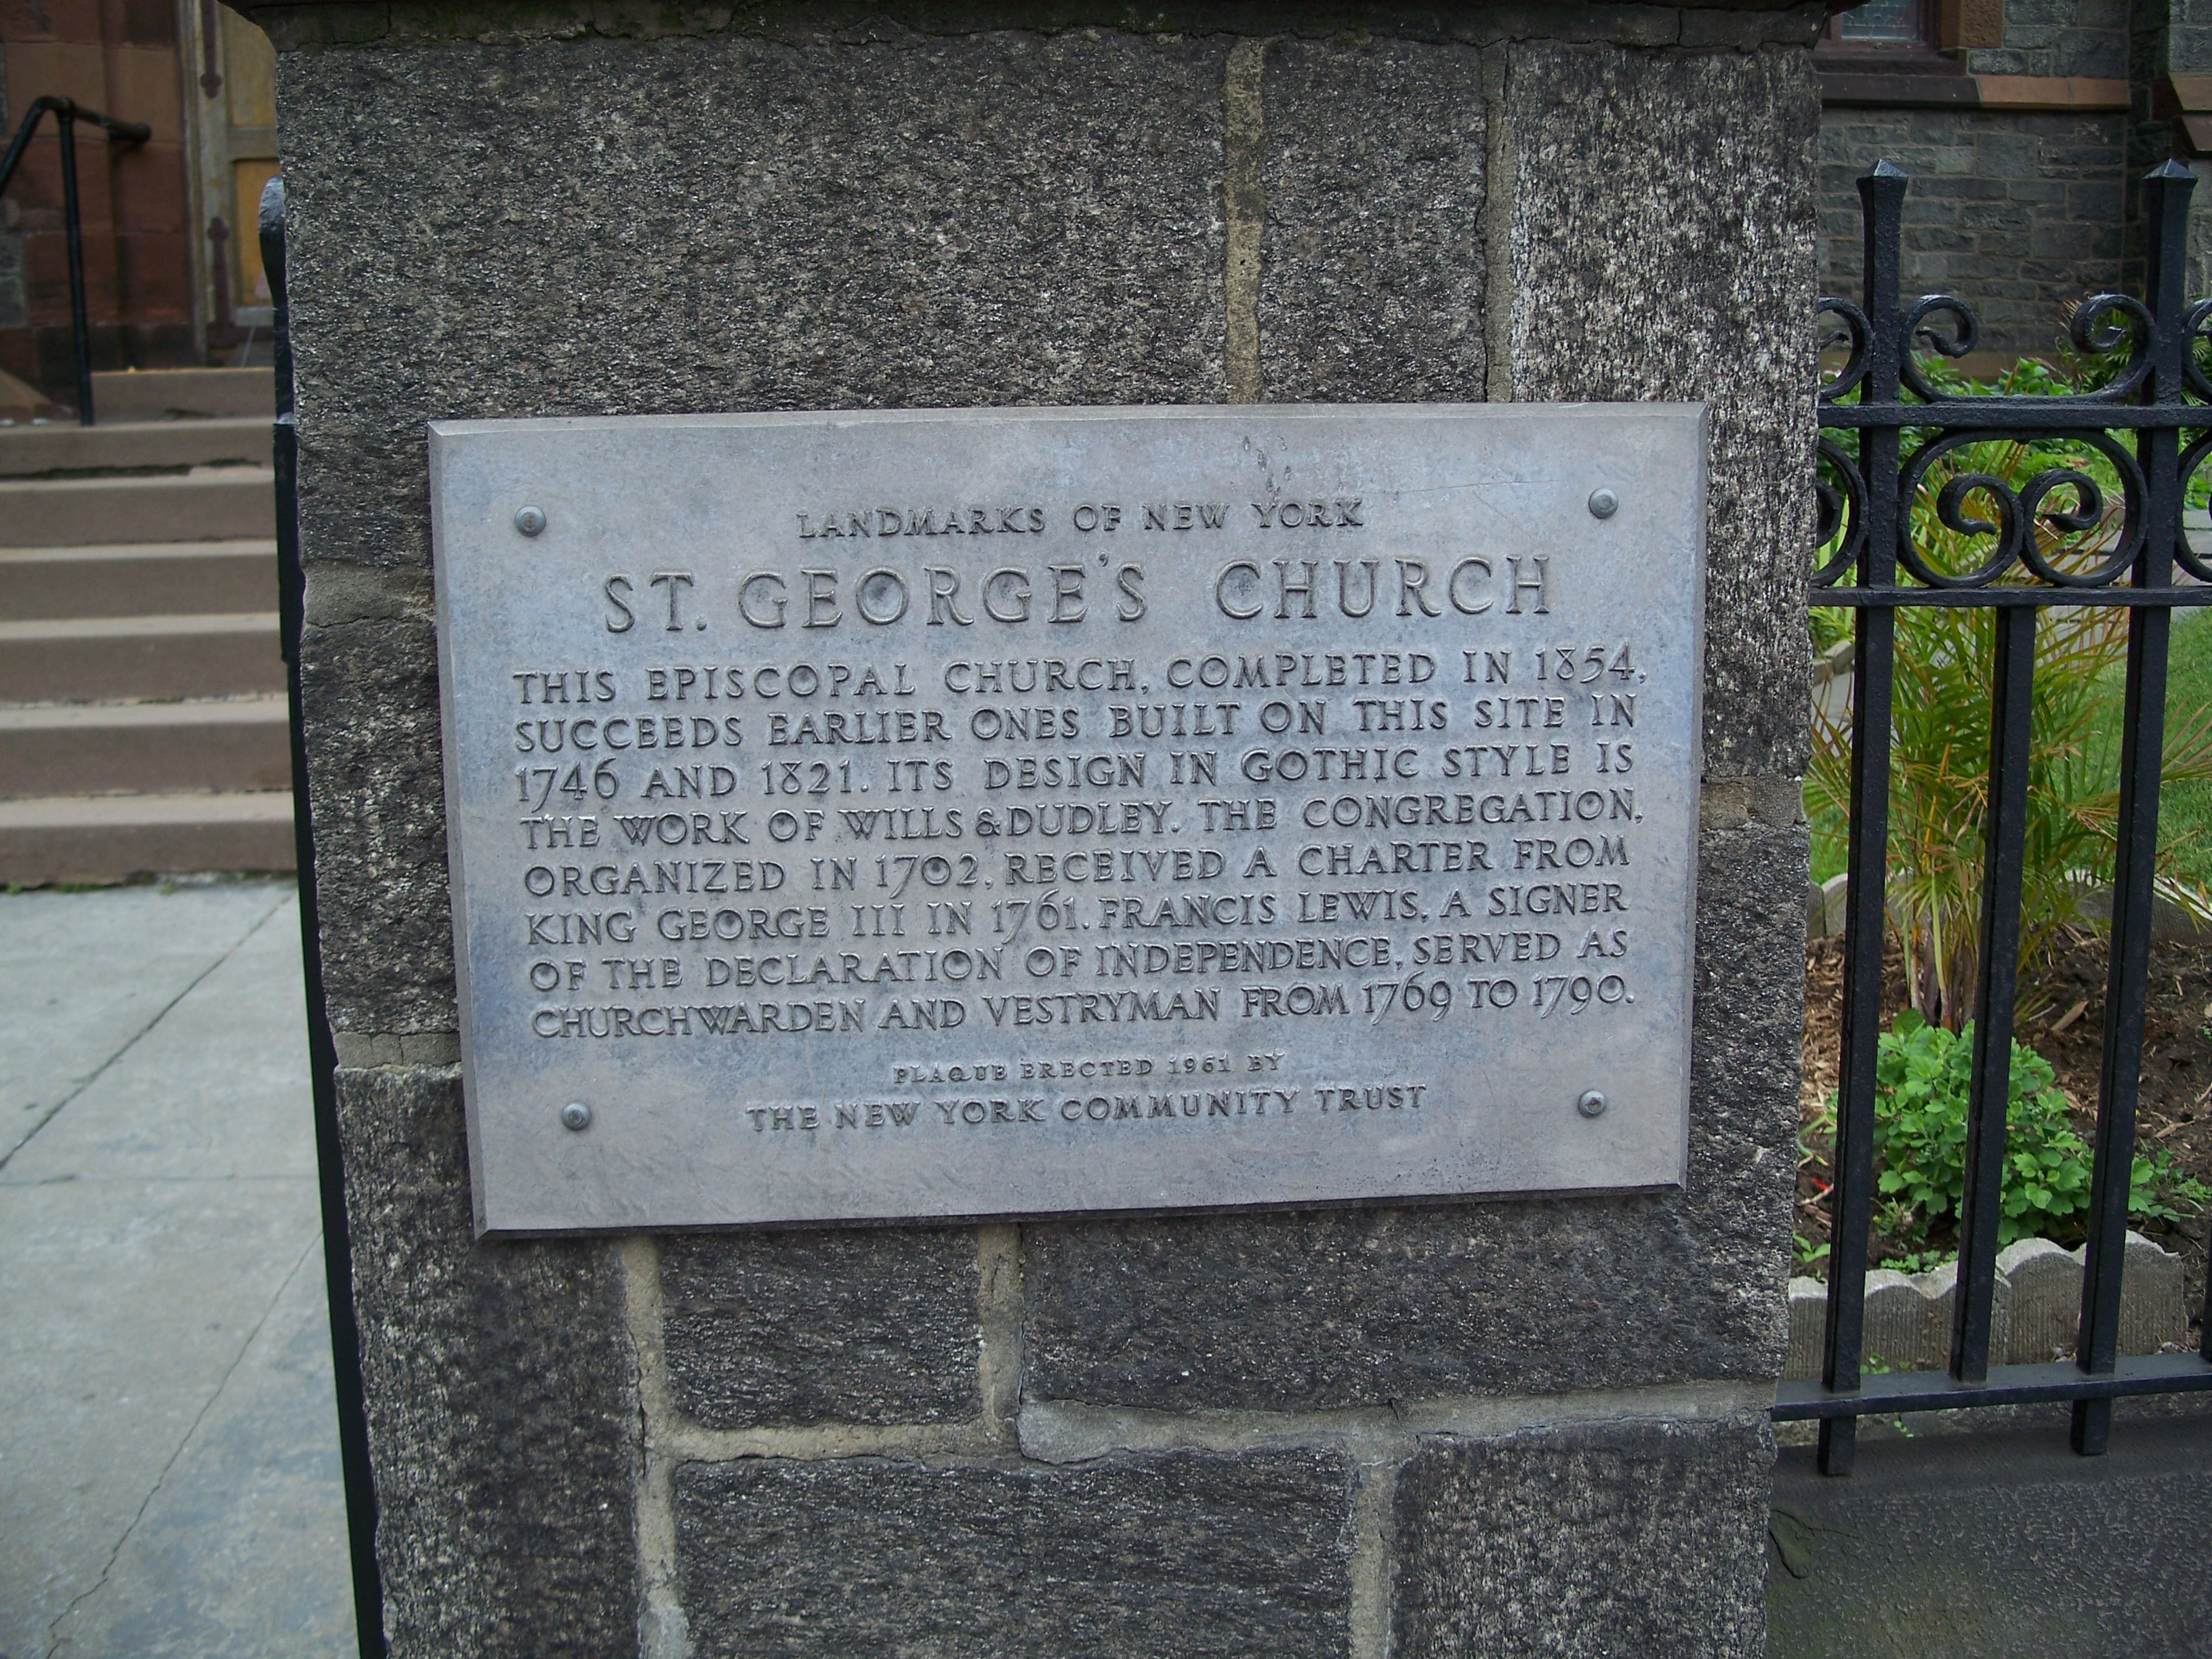 LANDMARKS OF NEW YORK
ST. GEORGE'S CHURCH
THIS EPISCOPAL CHURCH, COMPLETED IN 1854,
SUCCEEDS EARLIER ONES BUILT ON THIS SITE IN
1746 AND 1821. ITS DESIGN IN GOTHIC STYLE IS
THE WORK OF WILLS & DUDLEY. THE CONGREGATION,
ORGANIZED IN 1702, RECEIVED A CHARTER FROM
KING GEORGE III IN 1761. FRANCIS LEWIS, A SIGNER
OF THE DECLARATION OF INDEPENDENCE, SERVED AS
CHURCHWARDEN AND VESTRYMAN FROM 1769 TO 1790.
PLAQUE ERECTED 1961 BY
THE NEW YORK COMMUNITY TRUST